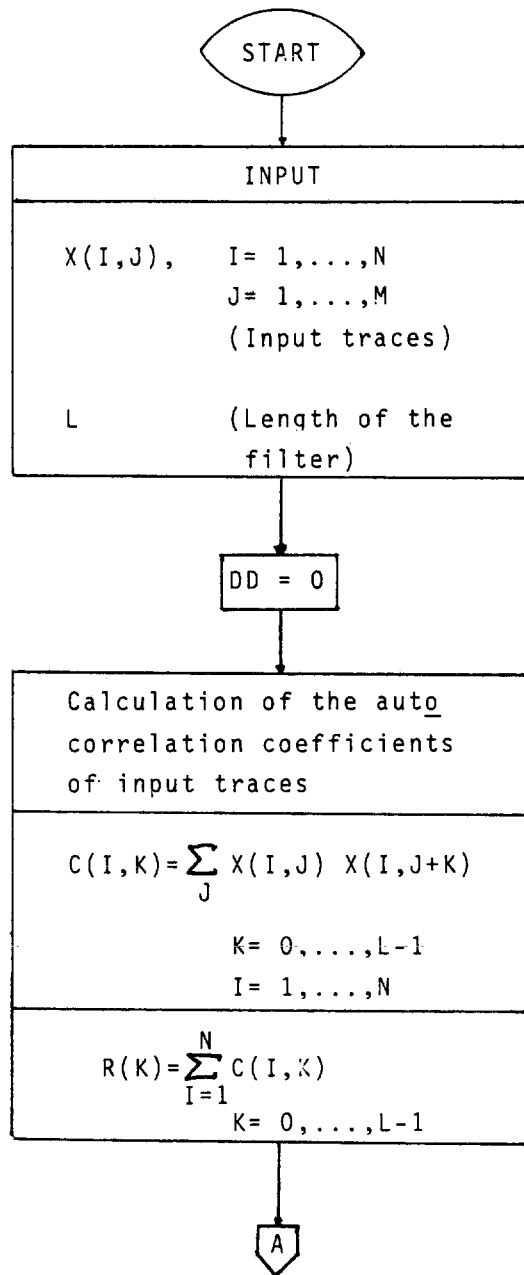 START
INPUT
X(I,J), I= 1,...,N
J= 1,...,M
(Input traces)
L (Length of the
filter)
DD = 0
Calculation of the auto
correlation coefficients
of input traces
C(I,K)=∑ X(I,J) X(I,J+K)
J
K= 0,...,L-1
I= 1,...,N
N
R(K)=∑ C(I,K)
I=1
K= 0,...,L-1
A